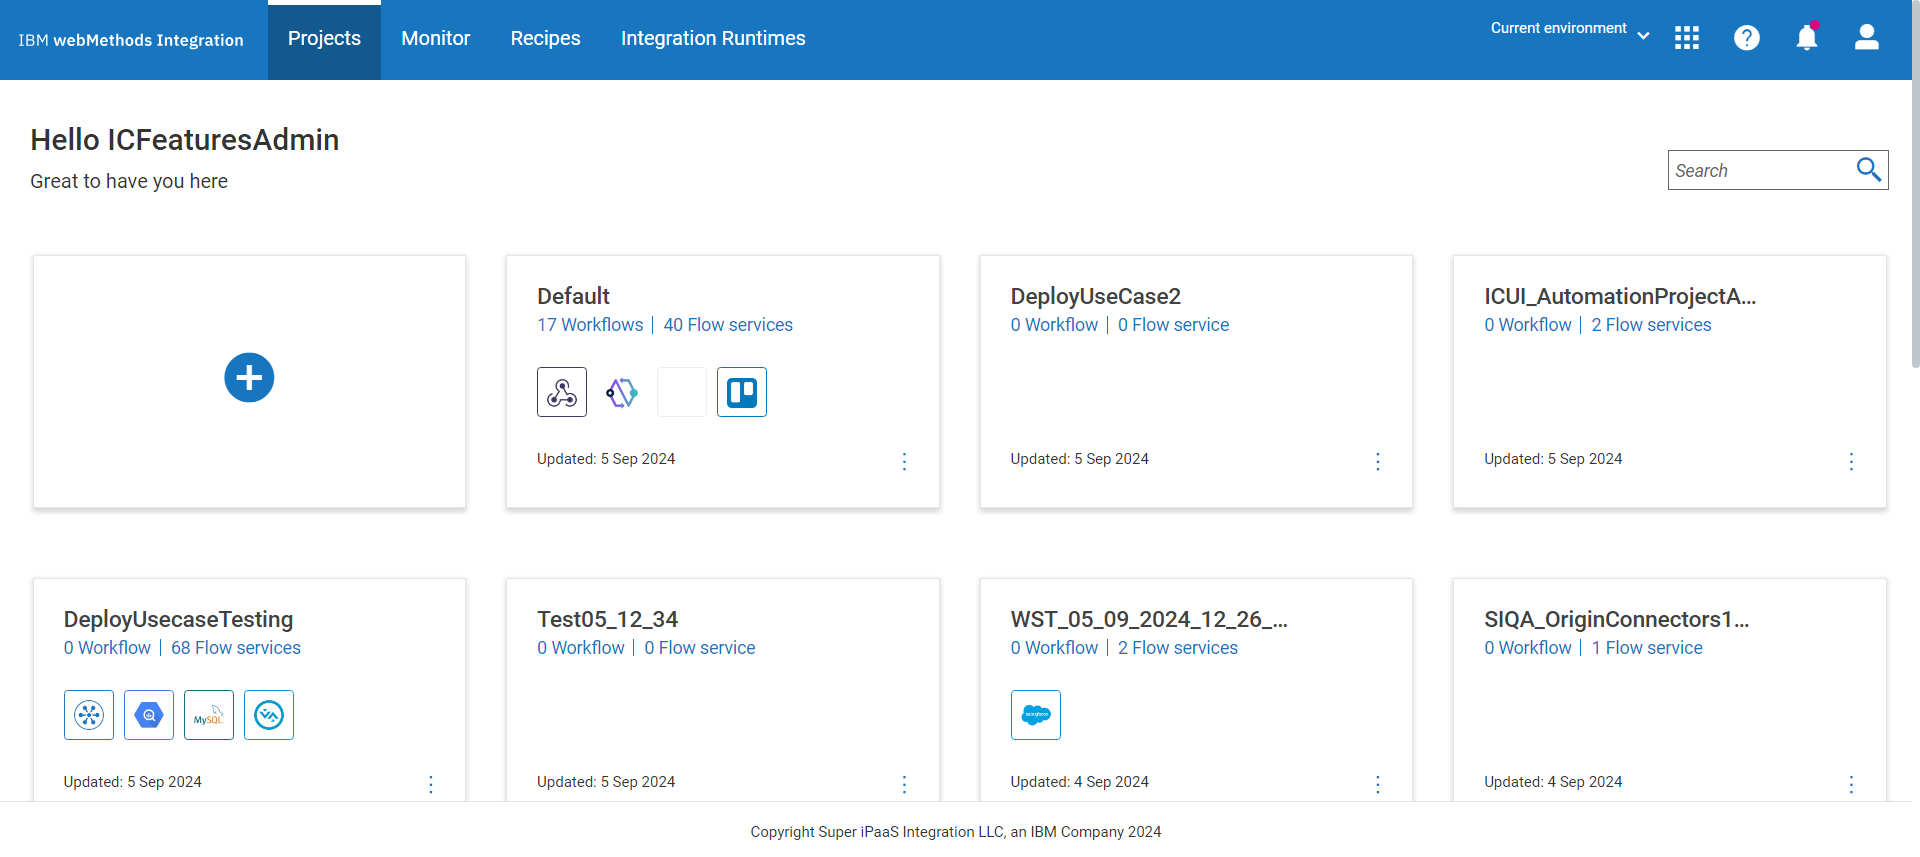 IBM webMethods Integration
Projects
Monitor
Recipes
Integration Runtimes
Current environment
Hello ICFeaturesAdmin
Great to have you here
Search
Default
17 Workflows | 40 Flow services
Updated: 5 Sep 2024
DeployUseCase2
0 Workflow | 0 Flow service
Updated: 5 Sep 2024
ICUI_AutomationProjectA...
0 Workflow | 2 Flow services
Updated: 5 Sep 2024
DeployUsecaseTesting
0 Workflow | 68 Flow services
MySQL
Updated: 5 Sep 2024
Test05_12_34
0 Workflow | 0 Flow service
Updated: 5 Sep 2024
WST_05_09_2024_12_26_...
0 Workflow | 2 Flow services
salesforce
Updated: 4 Sep 2024
SIQA_OriginConnectors1...
0 Workflow | 1 Flow service
Updated: 4 Sep 2024
Copyright Super iPaaS Integration LLC, an IBM Company 2024